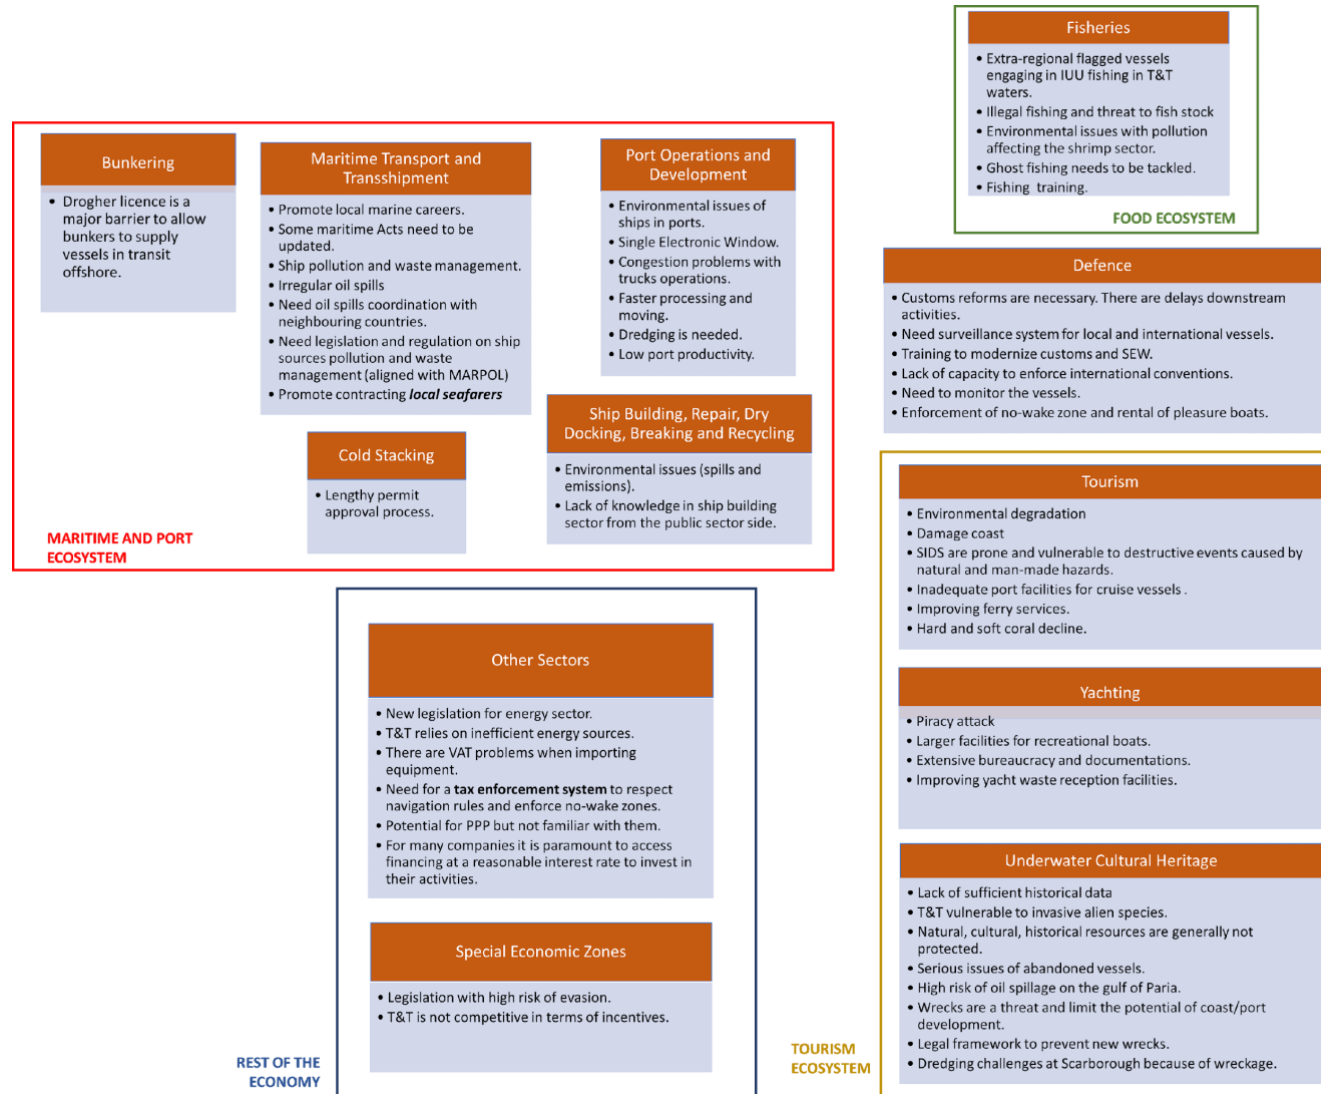 Fisheries
• Extra-regional flagged vessels
engaging in IUU fishing in T&T
waters.
• Illegal fishing and threat to fish stock
• Environmental issues with pollution
affecting the shrimp sector.
• Ghost fishing needs to be tackled.
• Fishing training.
FOOD ECOSYSTEM
Bunkering
• Drogher licence is a
major barrier to allow
bunkers to supply
vessels in transit
offshore.
Maritime Transport and
Transshipment
• Promote local marine careers.
• Some maritime Acts need to be
updated.
• Ship pollution and waste management.
• Irregular oil spills
• Need oil spills coordination with
neighbouring countries.
• Need legislation and regulation on ship
sources pollution and waste
management (aligned with MARPOL)
• Promote contracting local seafarers
Port Operations and
Development
• Environmental issues of
ships in ports.
• Single Electronic Window.
• Congestion problems with
trucks operations.
• Faster processing and
moving.
• Dredging is needed.
• Low port productivity.
Cold Stacking
• Lengthy permit
approval process.
Ship Building, Repair, Dry
Docking, Breaking and Recycling
• Environmental issues (spills and
emissions).
• Lack of knowledge in ship building
sector from the public sector side.
MARITIME AND PORT
ECOSYSTEM
Defence
• Customs reforms are necessary. There are delays downstream
activities.
• Need surveillance system for local and international vessels.
• Training to modernize customs and SEW.
• Lack of capacity to enforce international conventions.
• Need to monitor the vessels.
• Enforcement of no-wake zone and rental of pleasure boats.
Tourism
• Environmental degradation
• Damage coast
• SIDS are prone and vulnerable to destructive events caused by
natural and man-made hazards.
• Inadequate port facilities for cruise vessels .
• Improving ferry services.
• Hard and soft coral decline.
Yachting
• Piracy attack
• Larger facilities for recreational boats.
• Extensive bureaucracy and documentations.
• Improving yacht waste reception facilities.
Underwater Cultural Heritage
• Lack of sufficient historical data
• T&T vulnerable to invasive alien species.
• Natural, cultural, historical resources are generally not
protected.
• Serious issues of abandoned vessels.
• High risk of oil spillage on the gulf of Paria.
• Wrecks are a threat and limit the potential of coast/port
development.
• Legal framework to prevent new wrecks.
• Dredging challenges at Scarborough because of wreckage.
TOURISM
ECOSYSTEM
Other Sectors
• New legislation for energy sector.
• T&T relies on inefficient energy sources.
• There are VAT problems when importing
equipment.
• Need for a tax enforcement system to respect
navigation rules and enforce no-wake zones.
• Potential for PPP but not familiar with them.
• For many companies it is paramount to access
financing at a reasonable interest rate to invest in
their activities.
Special Economic Zones
• Legislation with high risk of evasion.
• T&T is not competitive in terms of incentives.
REST OF THE
ECONOMY